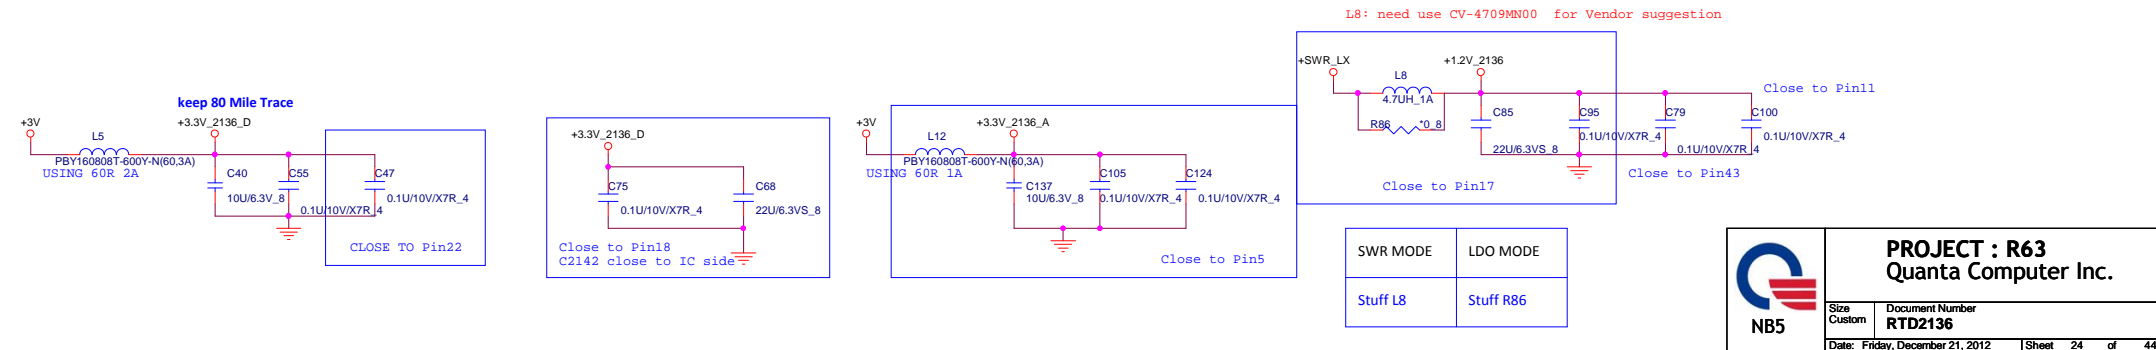 L8: need use CV-4709MN00 for Vendor suggestion
keep 80 Mile Trace
+3V
L5
+3.3V_2136_D
PBY160808T-600Y-N(60,3A)
USING 60R 2A
C40
10U/6.3V_8
C55
0.1U/10V/X7R_4
C47
0.1U/10V/X7R_4
CLOSE TO Pin22
+3.3V_2136_D
C75
0.1U/10V/X7R_4
C68
22U/6.3VS_8
Close to Pin18
C2142 close to IC side
+3V
L12
+3.3V_2136_A
PBY160808T-600Y-N(60,3A)
USING 60R 1A
C137
10U/6.3V_8
C105
0.1U/10V/X7R_4
C124
0.1U/10V/X7R_4
Close to Pin5
+SWR_LX
L8
4.7UH_1A
R86
*0_8
+1.2V_2136
C85
22U/6.3VS_8
C95
0.1U/10V/X7R_4
C79
0.1U/10V/X7R_4
C100
0.1U/10V/X7R_4
Close to Pin11
Close to Pin17
Close to Pin43
SWR MODE
LDO MODE
Stuff L8
Stuff R86
NB5
PROJECT : R63
Quanta Computer Inc.
Size
Custom
Document Number
RTD2136
Date: Friday, December 21, 2012
Sheet 24 of